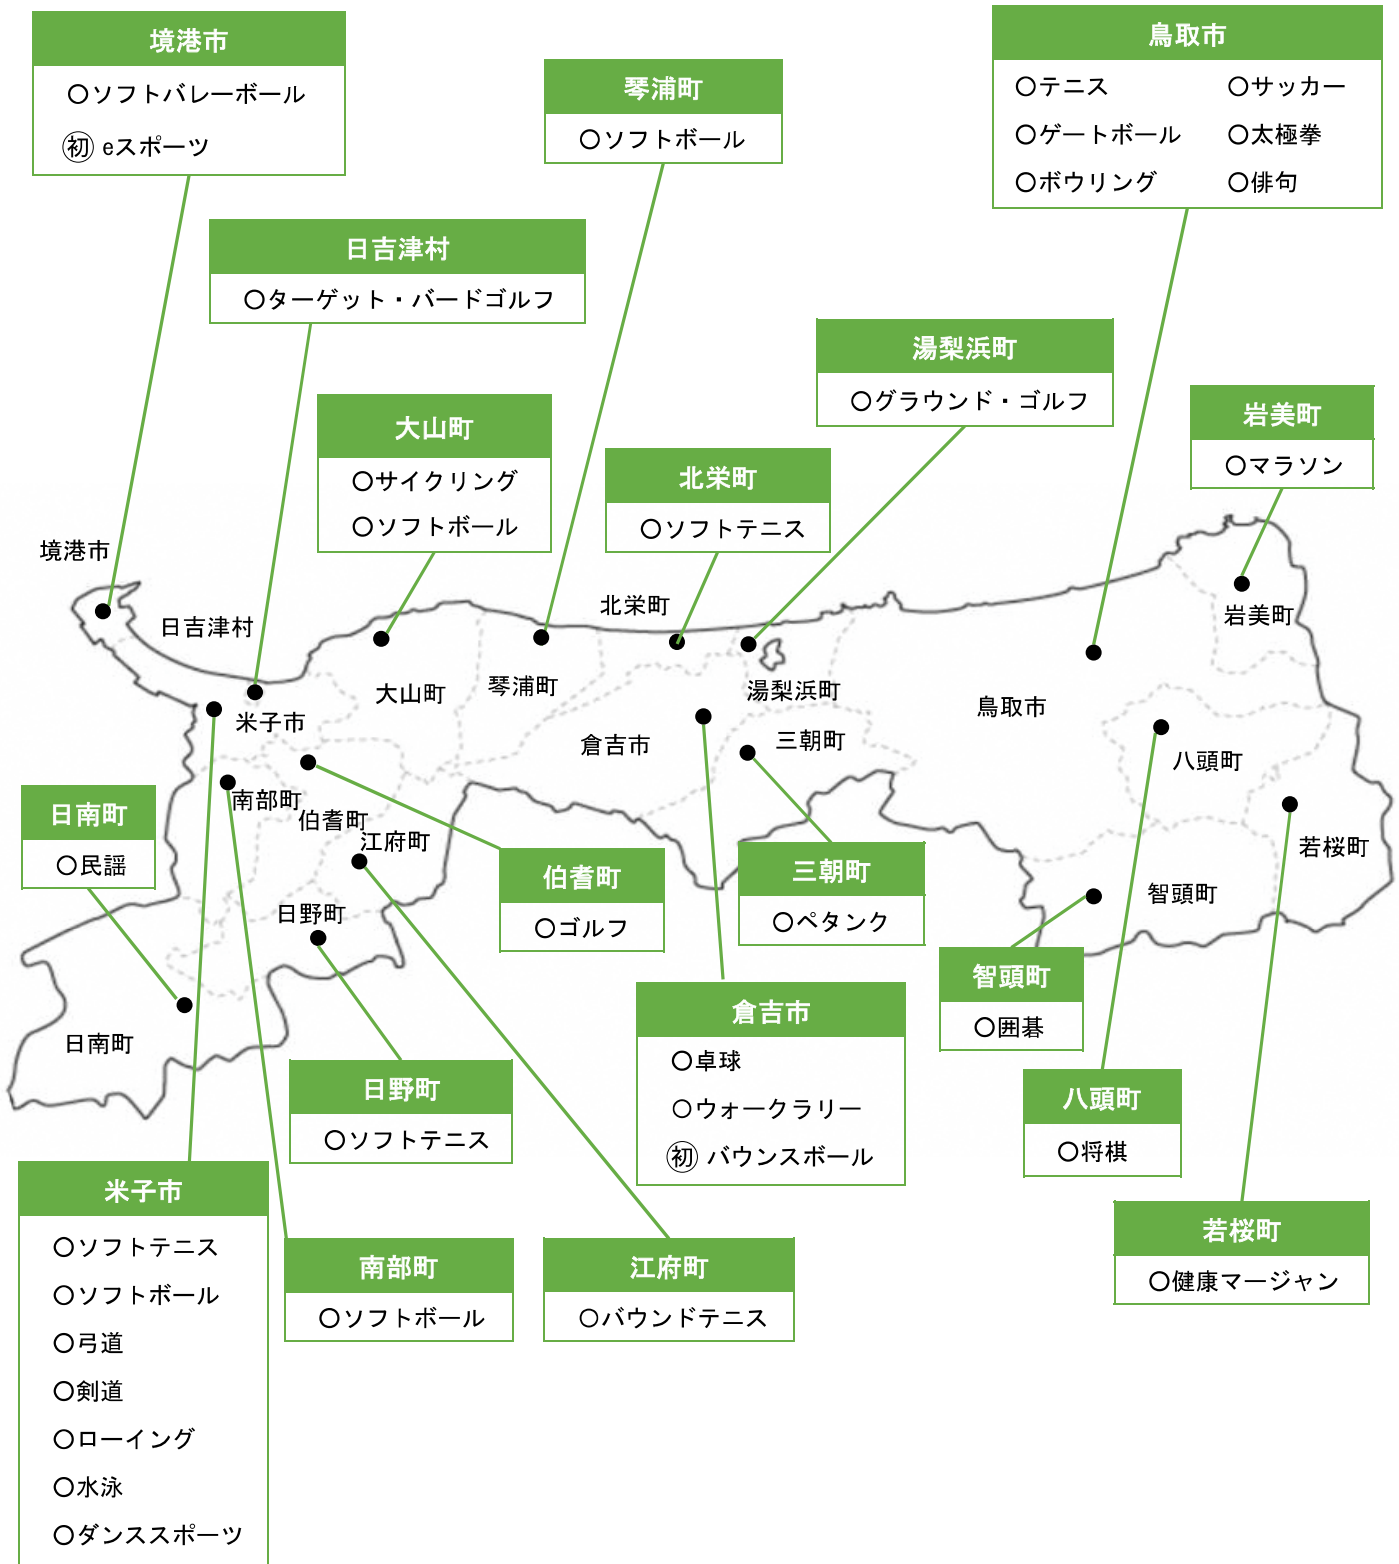 境港市
○ソフトバレーボール
㊢ eスポーツ
琴浦町
○ソフトボール
鳥取市
○テニス ○サッカー
○ゲートボール ○太極拳
○ボウリング ○俳句
日吉津村
○ターゲット・バードゴルフ
湯梨浜町
○グラウンド・ゴルフ
岩美町
○マラソン
大山町
○サイクリング
○ソフトボール
北栄町
○ソフトテニス
境港市
日吉津村
北栄町
岩美町
大山町
琴浦町
湯梨浜町
鳥取市
米子市
倉吉市
三朝町
八頭町
南部町
伯耆町
江府町
若桜町
智頭町
日野町
日南町
日南町
○民謡
伯耆町
○ゴルフ
三朝町
○ペタンク
智頭町
○囲碁
倉吉市
○卓球
○ウォークラリー
初 バウンスボール
日野町
○ソフトテニス
八頭町
○将棋
米子市
○ソフトテニス
○ソフトボール
○弓道
○剣道
○ローイング
○水泳
○ダンススポーツ
南部町
○ソフトボール
江府町
○バウンドテニス
若桜町
○健康マージャン